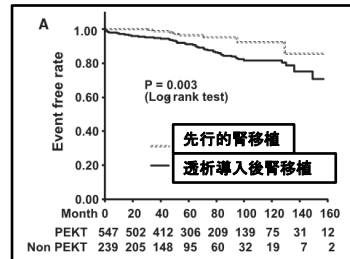 A
1.00
0.80
0.60
0.40
0.20
0.00
Event free rate
P = 0.003
(Log rank test)
先行的腎移植
透析導入後腎移植
Month 0 20 40 60 80 100 120 140 160
PEKT 547 502 412 306 209 139 75 31 12
Non PEKT 239 205 148 95 60 32 19 7 2